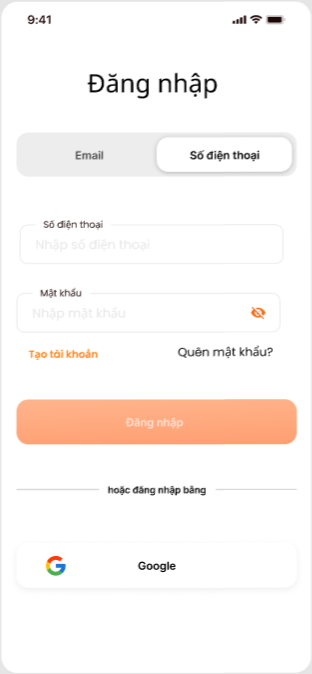 9:41
Đăng nhập
Email
Số điện thoại
Số điện thoại
Nhập số điện thoại
Mật khẩu
Nhập mật khẩu
Tạo tài khoản
Quên mật khẩu?
Đăng nhập
hoặc đăng nhập bằng
Google